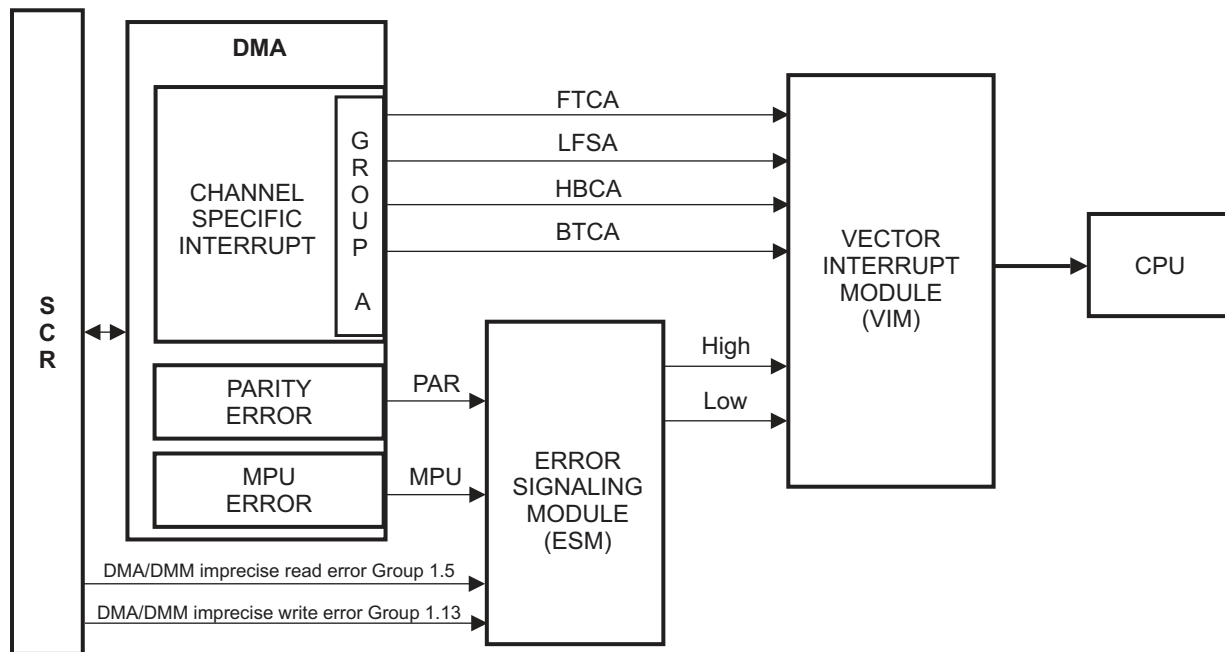 S
C
R
DMA
CHANNEL
SPECIFIC
INTERRUPT
G
R
O
U
P
A
PARITY
ERROR
MPU
ERROR
FTCA
LFSA
HBCA
BTCA
PAR
MPU
DMA/DMM imprecise read error Group 1.5
DMA/DMM imprecise write error Group 1.13
ERROR
SIGNALING
MODULE
(ESM)
High
Low
VECTOR
INTERRUPT
MODULE
(VIM)
CPU